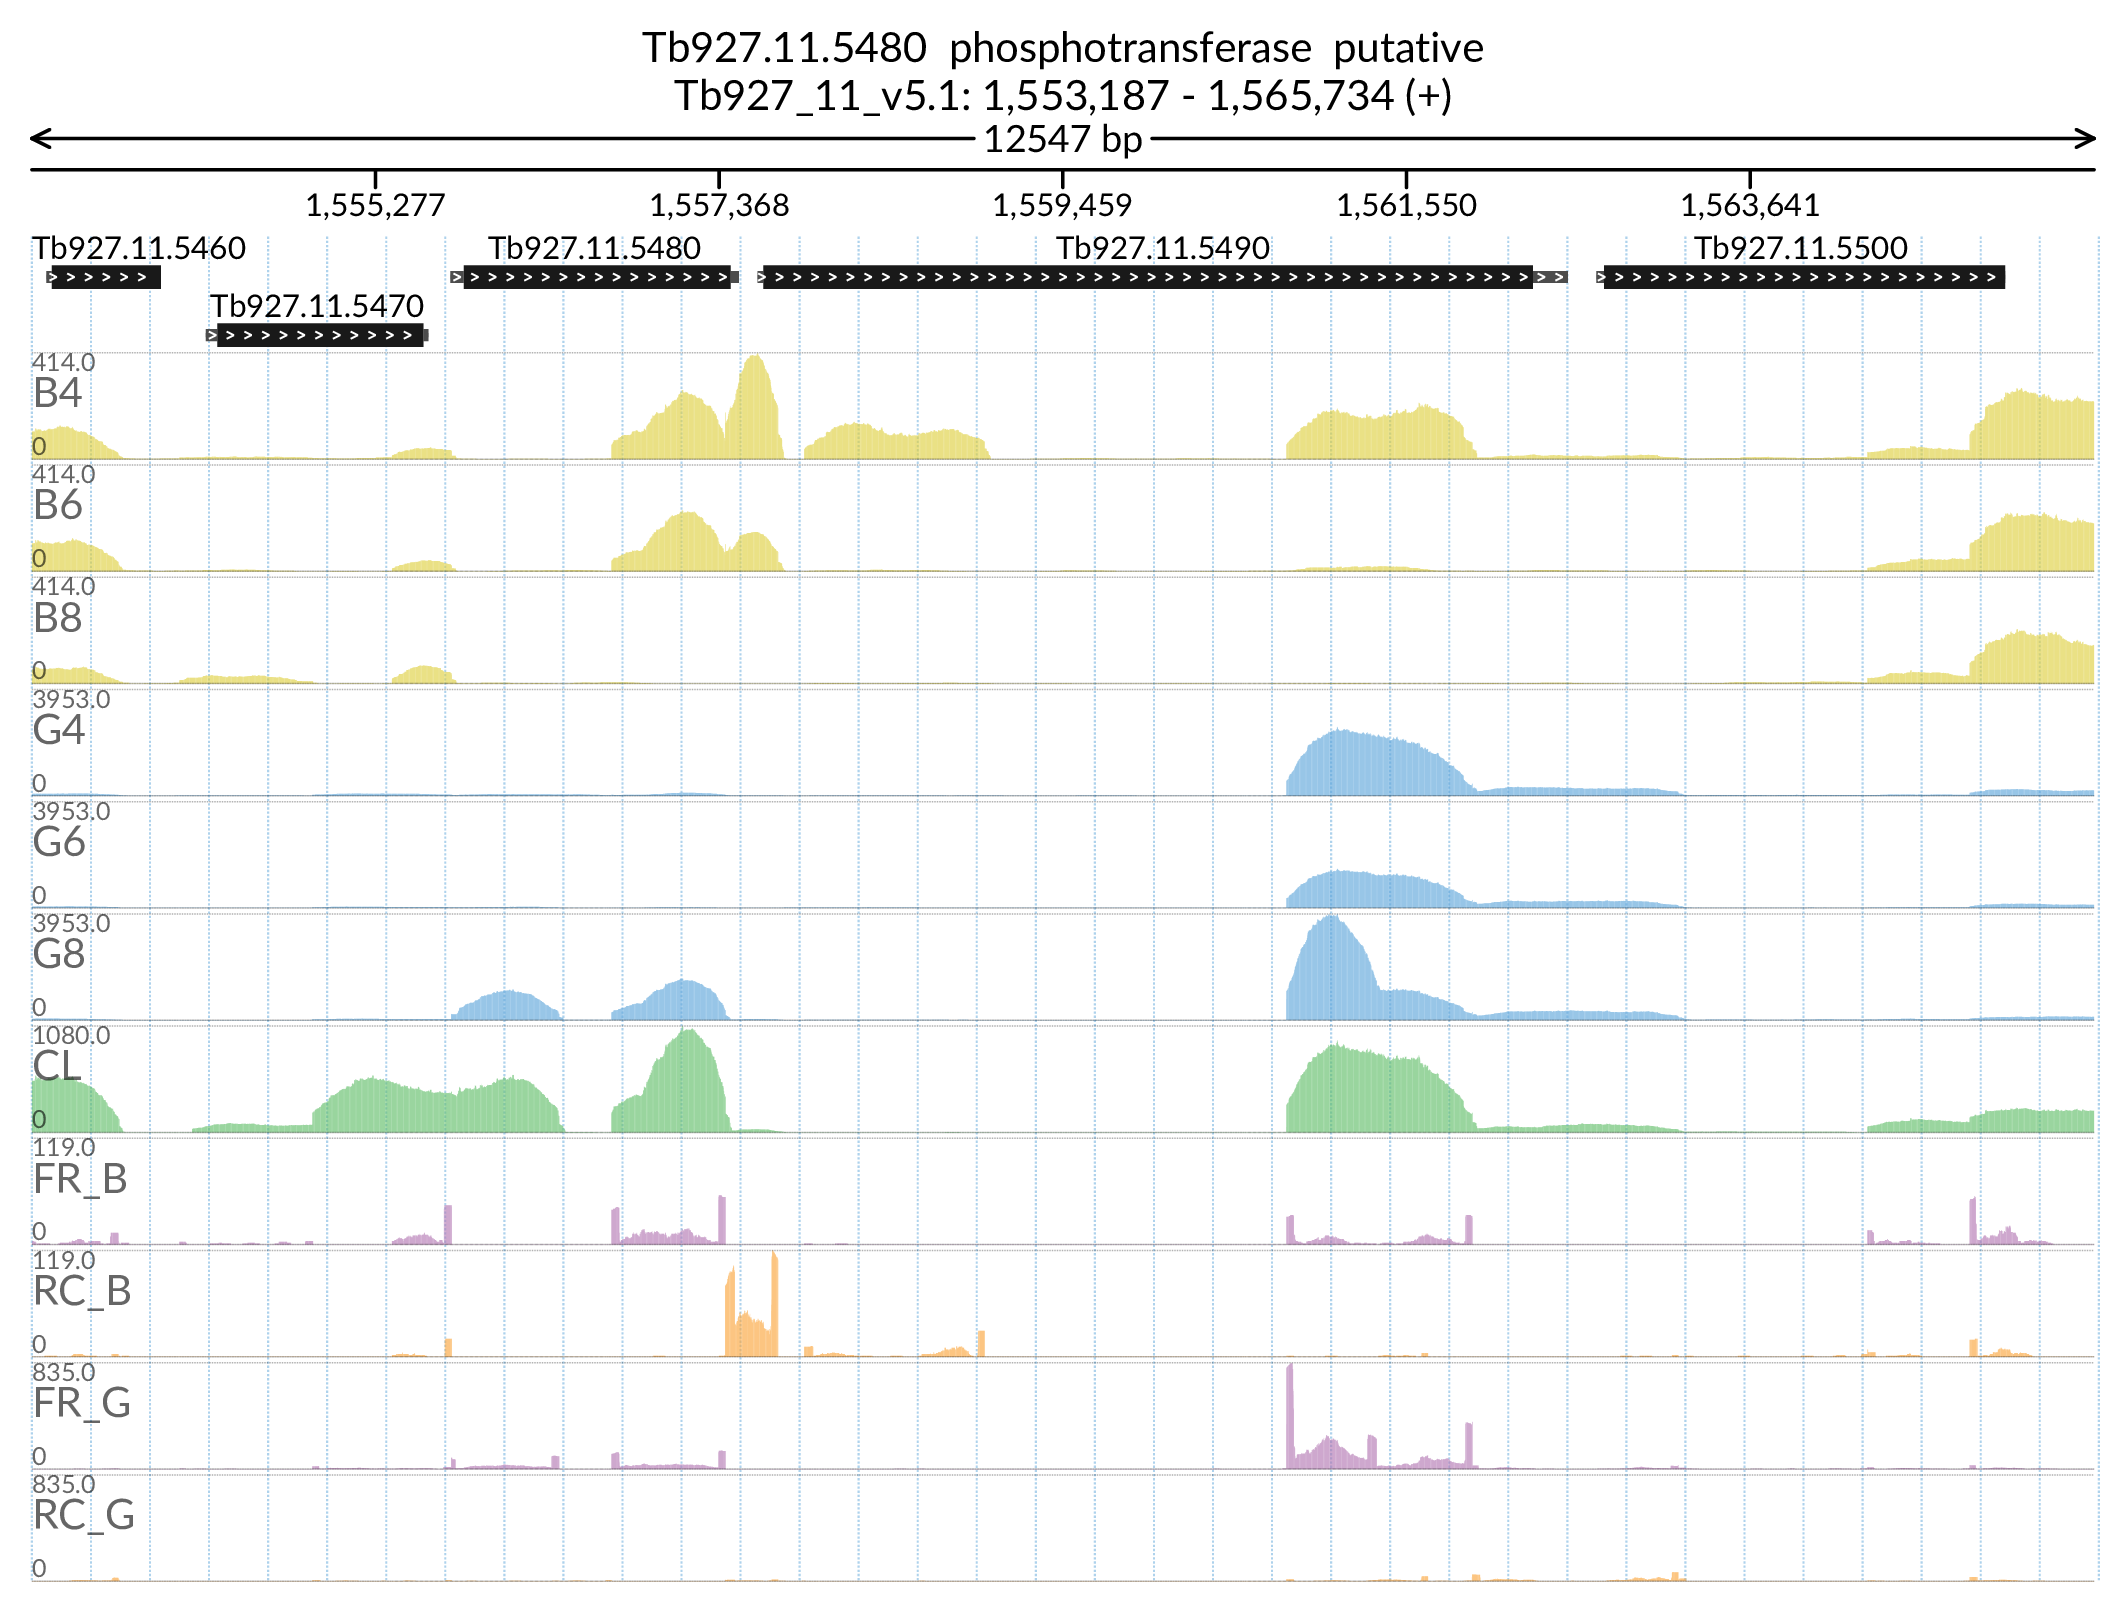 Tb927.11.5480  phosphotransferase  putative
Tb927_11_v5.1: 1,553,187 - 1,565,734 (+)
12547 bp
1,555,277 1,557,368 1,559,459 1,561,550 1,563,641
Tb927.11.5460 Tb927.11.5480 Tb927.11.5490 Tb927.11.5500
Tb927.11.5470
414.0
B4
0
414.0
B6
0
414.0
B8
0
3953.0
G4
0
3953.0
G6
0
3953.0
G8
0
1080.0
CL
0
119.0
FR_B
0
119.0
RC_B
0
835.0
FR_G
0
835.0
RC_G
0